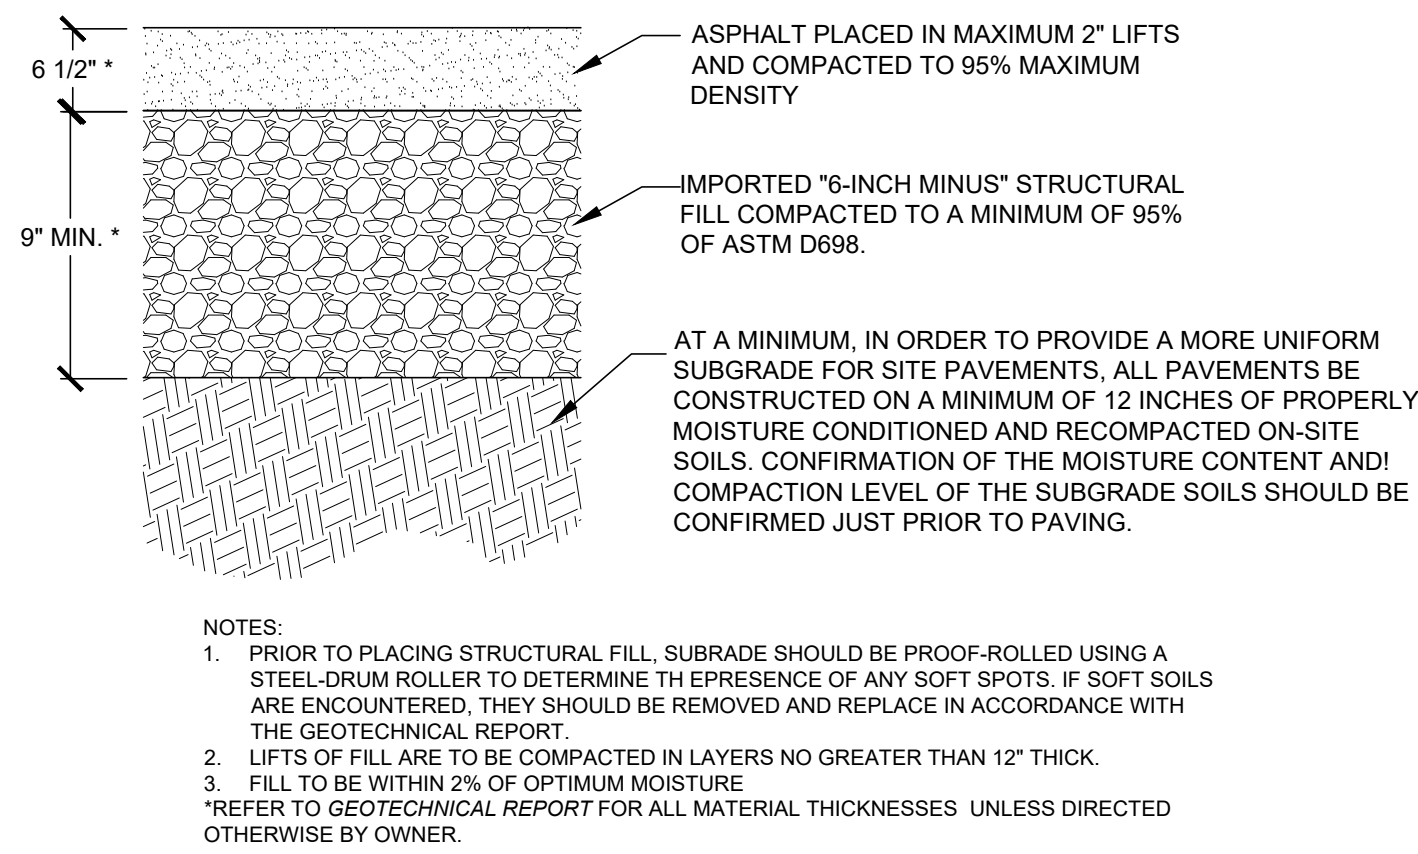 6 1/2" *
ASPHALT PLACED IN MAXIMUM 2" LIFTS
AND COMPACTED TO 95% MAXIMUM
DENSITY
9" MIN. *
IMPORTED "6-INCH MINUS" STRUCTURAL
FILL COMPACTED TO A MINIMUM OF 95%
OF ASTM D698.
AT A MINIMUM, IN ORDER TO PROVIDE A MORE UNIFORM
SUBGRADE FOR SITE PAVEMENTS, ALL PAVEMENTS BE
CONSTRUCTED ON A MINIMUM OF 12 INCHES OF PROPERLY
MOISTURE CONDITIONED AND RECOMPACTED ON-SITE
SOILS. CONFIRMATION OF THE MOISTURE CONTENT AND!
COMPACTION LEVEL OF THE SUBGRADE SOILS SHOULD BE
CONFIRMED JUST PRIOR TO PAVING.
NOTES:
1. PRIOR TO PLACING STRUCTURAL FILL, SUBRADE SHOULD BE PROOF-ROLLED USING A
STEEL-DRUM ROLLER TO DETERMINE TH EPRESENCE OF ANY SOFT SPOTS. IF SOFT SOILS
ARE ENCOUNTERED, THEY SHOULD BE REMOVED AND REPLACE IN ACCORDANCE WITH
THE GEOTECHNICAL REPORT.
2. LIFTS OF FILL ARE TO BE COMPACTED IN LAYERS NO GREATER THAN 12" THICK.
3. FILL TO BE WITHIN 2% OF OPTIMUM MOISTURE
*REFER TO GEOTECHNICAL REPORT FOR ALL MATERIAL THICKNESSES UNLESS DIRECTED
OTHERWISE BY OWNER.